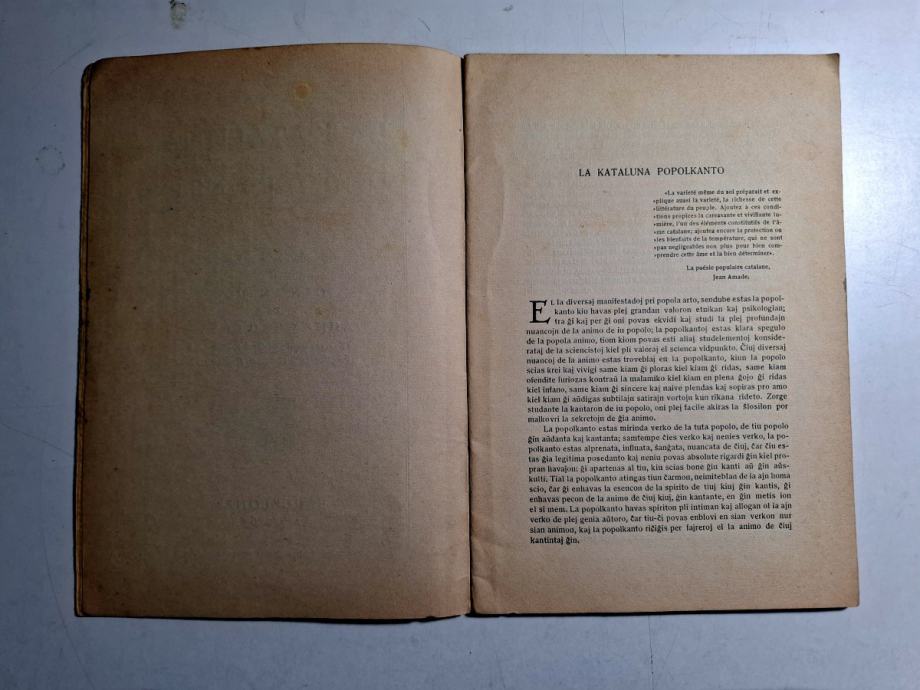 LA KATALUNA POPOLKANTO
«La varieté même du sol préparait et ex-
«plique aussi la varieté, la richesse de cette
«littérature du peuple. Ajoutez à ces condi-
«tions propices la caressante et vivifiante lu-
«mière, l'un des éléments constitutifs de l'â-
«me catalane; ajoutez encore la protection ou
«les bienfaits de la température, qui ne sont
«pas negligeables non plus pour bien com-
«prendre cette âme et la bien déterminer».
La poésie populaire catalane,
Jean Amade,
EL la diversaj manifestadoj pri popola arto, sendube estas la popol-
kanto kiu havas plej grandan valoron etnikan kaj psikologian;
tra ĝi kaj per ĝi oni povas ekvidi kaj studi la plej profundajn
nuancojn de la animo de iu popolo; la popolkantoj estas klara spegulo
de la popola animo, tiom kiom povas esti aliaj studelementoj konside-
rataj de la sciencistoj kiel pli valoraj el scienca vidpunkto. Ĉiuj diversaj
nuancoj de la animo estas troveblaj en la popolkanto, kiun la popolo
scias krei kaj vivigi same kiam ĝi ploras kiel kiam ĝi ridas, same kiam
ofendite furiozas kontraŭ la malamiko kiel kiam en plena ĝojo ĝi ridas
kiel infano, same kiam ĝi sincere kaj naive plendas kaj sopiras pro amo
kiel kiam ĝi aŭdigas subtilajn satirajn vortojn kun rikana rideto. Zorge
studante la kantaron de iu popolo, oni plej facile akiras la ŝlosilon por
malkovri la sekretojn de ĝia animo.
La popolkanto estas mirinda verko de la tuta popolo, de tiu popolo
ĝin aŭdanta kaj kantanta; samtempe ĉies verko kaj nenies verko, la po-
polkanto estas alprenata, influata, ŝanĝata, nuancata de ĉiuj, ĉar ĉiu es-
tas ĝia legitima posedanto kaj neniu povas absolute rigardi ĝin kiel pro-
pran havaĵon: ĝi apartenas al tiu, kiu scias bone ĝin kanti aŭ ĝin aŭs-
kulti. Tial la popolkanto atingas tiun ĉarmon, neimiteblan de ia ajn homa
scio, ĉar ĝi enhavas la esencon de la spirito de tiuj kiuj ĝin kantis, ĝi
enhavas pecon de la animo de ĉiuj kiuj, ĝin kantante, en ĝin metis ion
el si mem. La popolkanto havas spiriton pli intiman kaj allogan ol ia ajn
verko de plej genia aŭtoro, ĉar tiu-ĉi povas enblovi en sian verkon nur
sian animon, kaj la popolkanto riĉiĝis per fajreroj el la animo de ĉiuj
kantintaj ĝin.